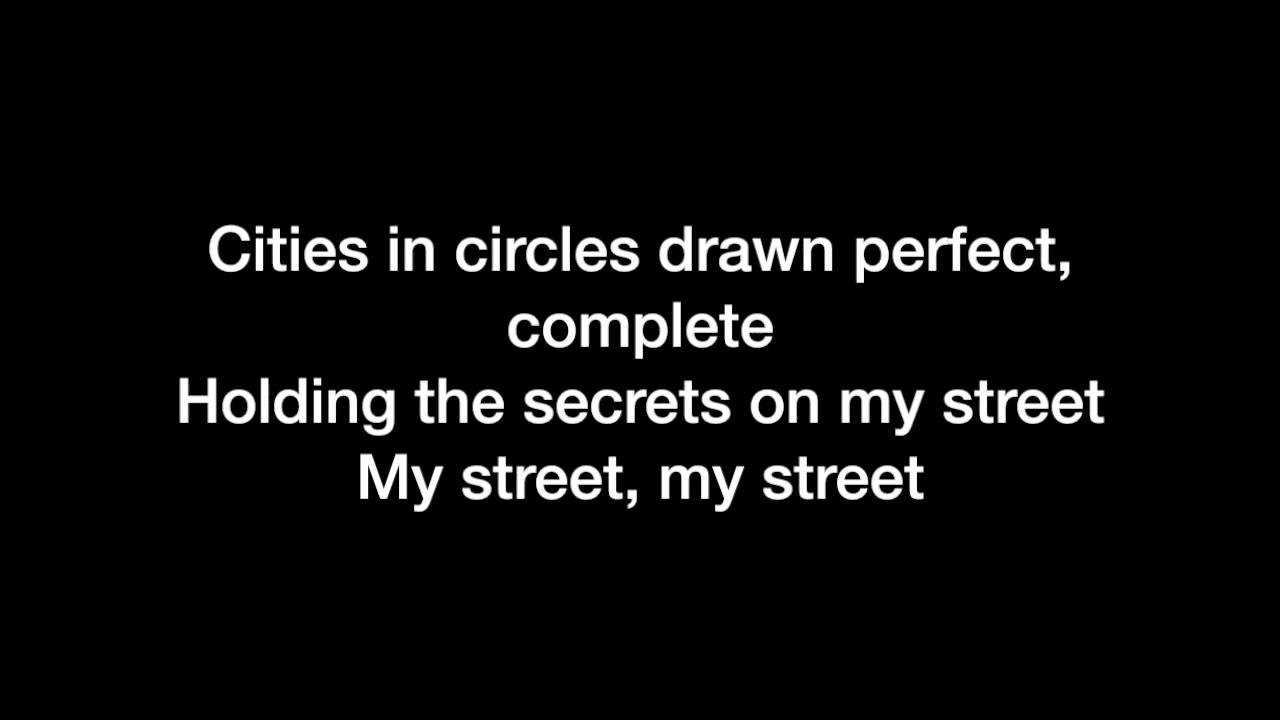 Cities in circles drawn perfect,
complete
Holding the secrets on my street
My street, my street